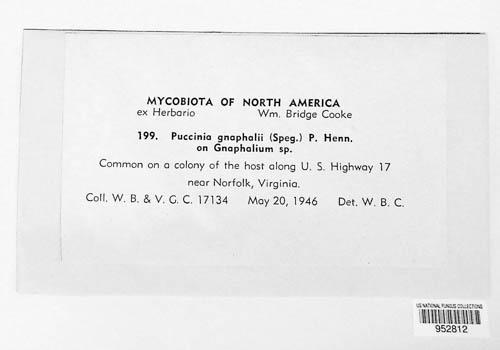 MYCOBIOTA OF NORTH AMERICA
ex Herbario Wm. Bridge Cooke
199. Puccinia gnaphalii (Speg.) P. Henn.
on Gnaphalium sp.
Common on a colony of the host along U. S. Highway 17
near Norfolk, Virginia.
Coll. W. B. & V. G. C. 17134 May 20, 1946 Det. W. B. C.
US NATIONAL FUNGUS COLLECTIONS
952812